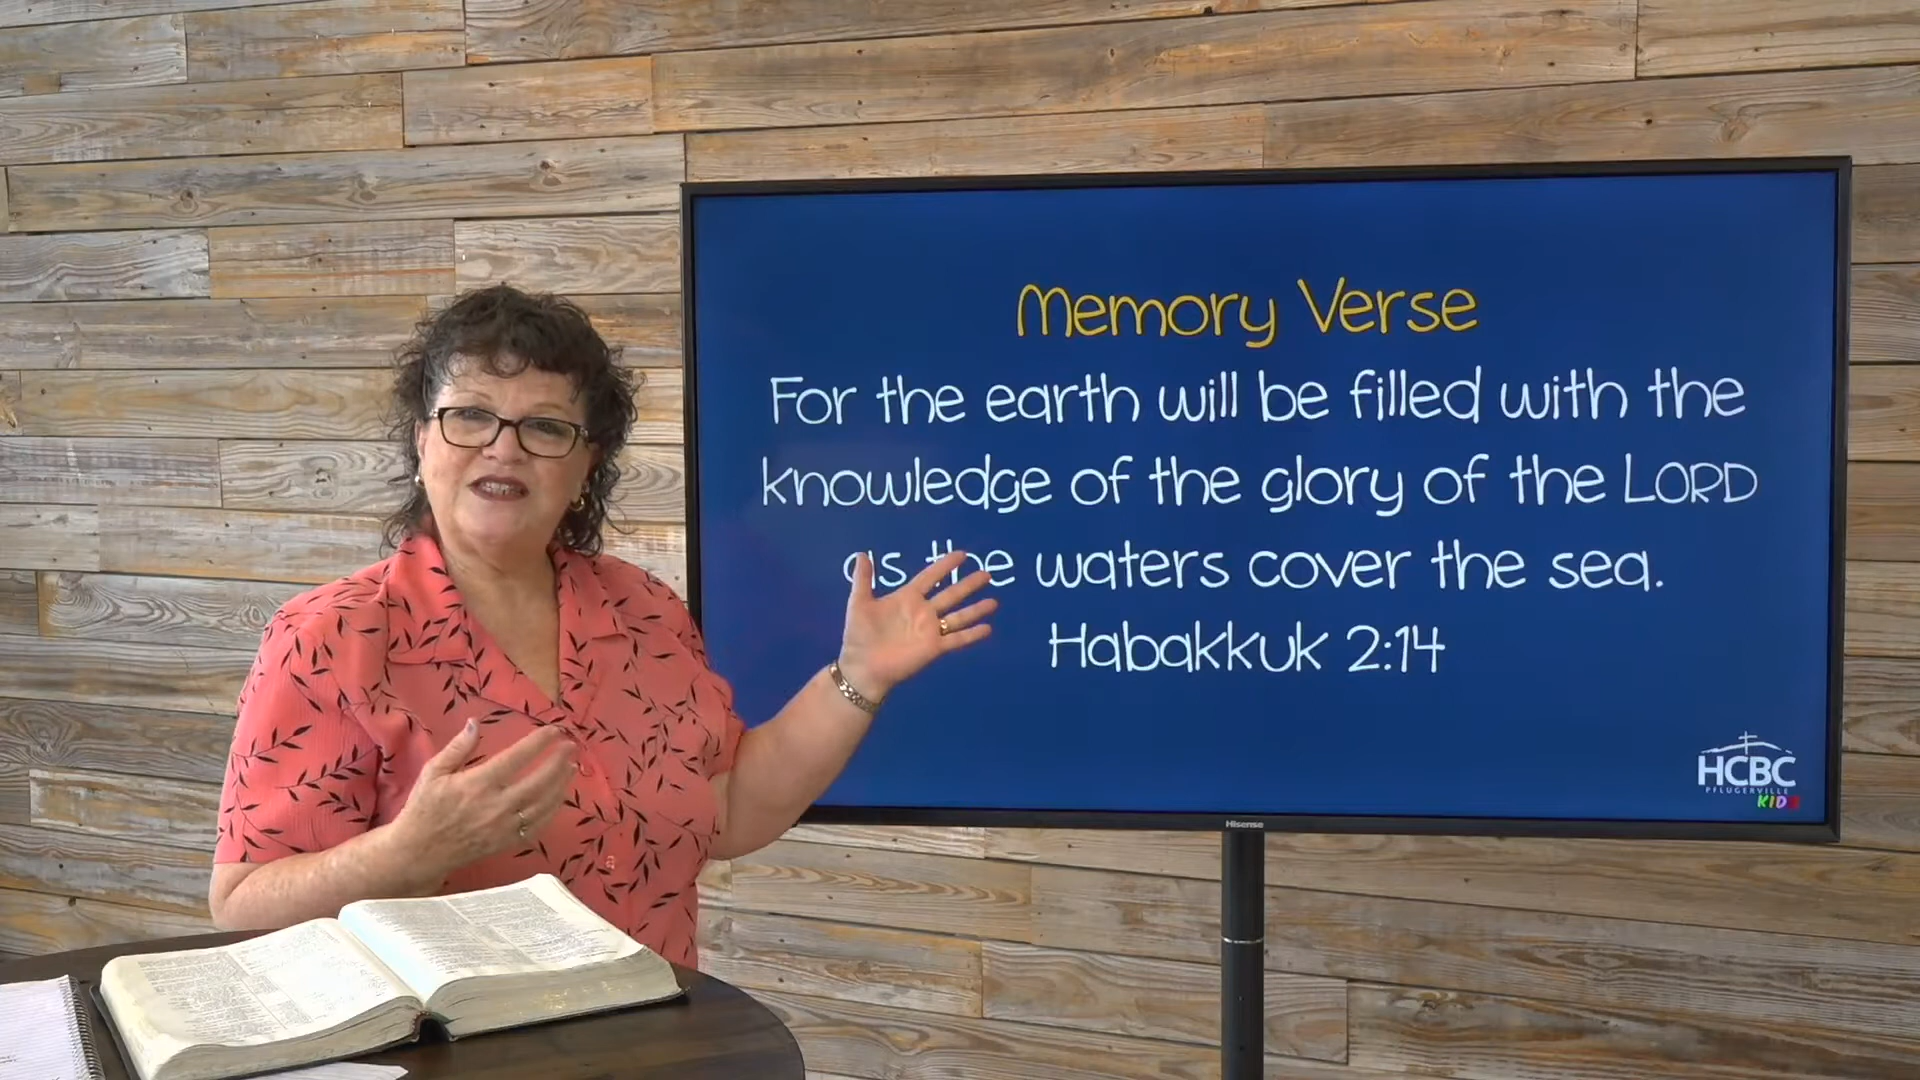 Memory Verse
For the earth will be filled with the
knowledge of the glory of the LORD
as the waters cover the sea.
Habakkuk 2:14
HCBC
PFLUGERVILLE
KIDS
Hisense